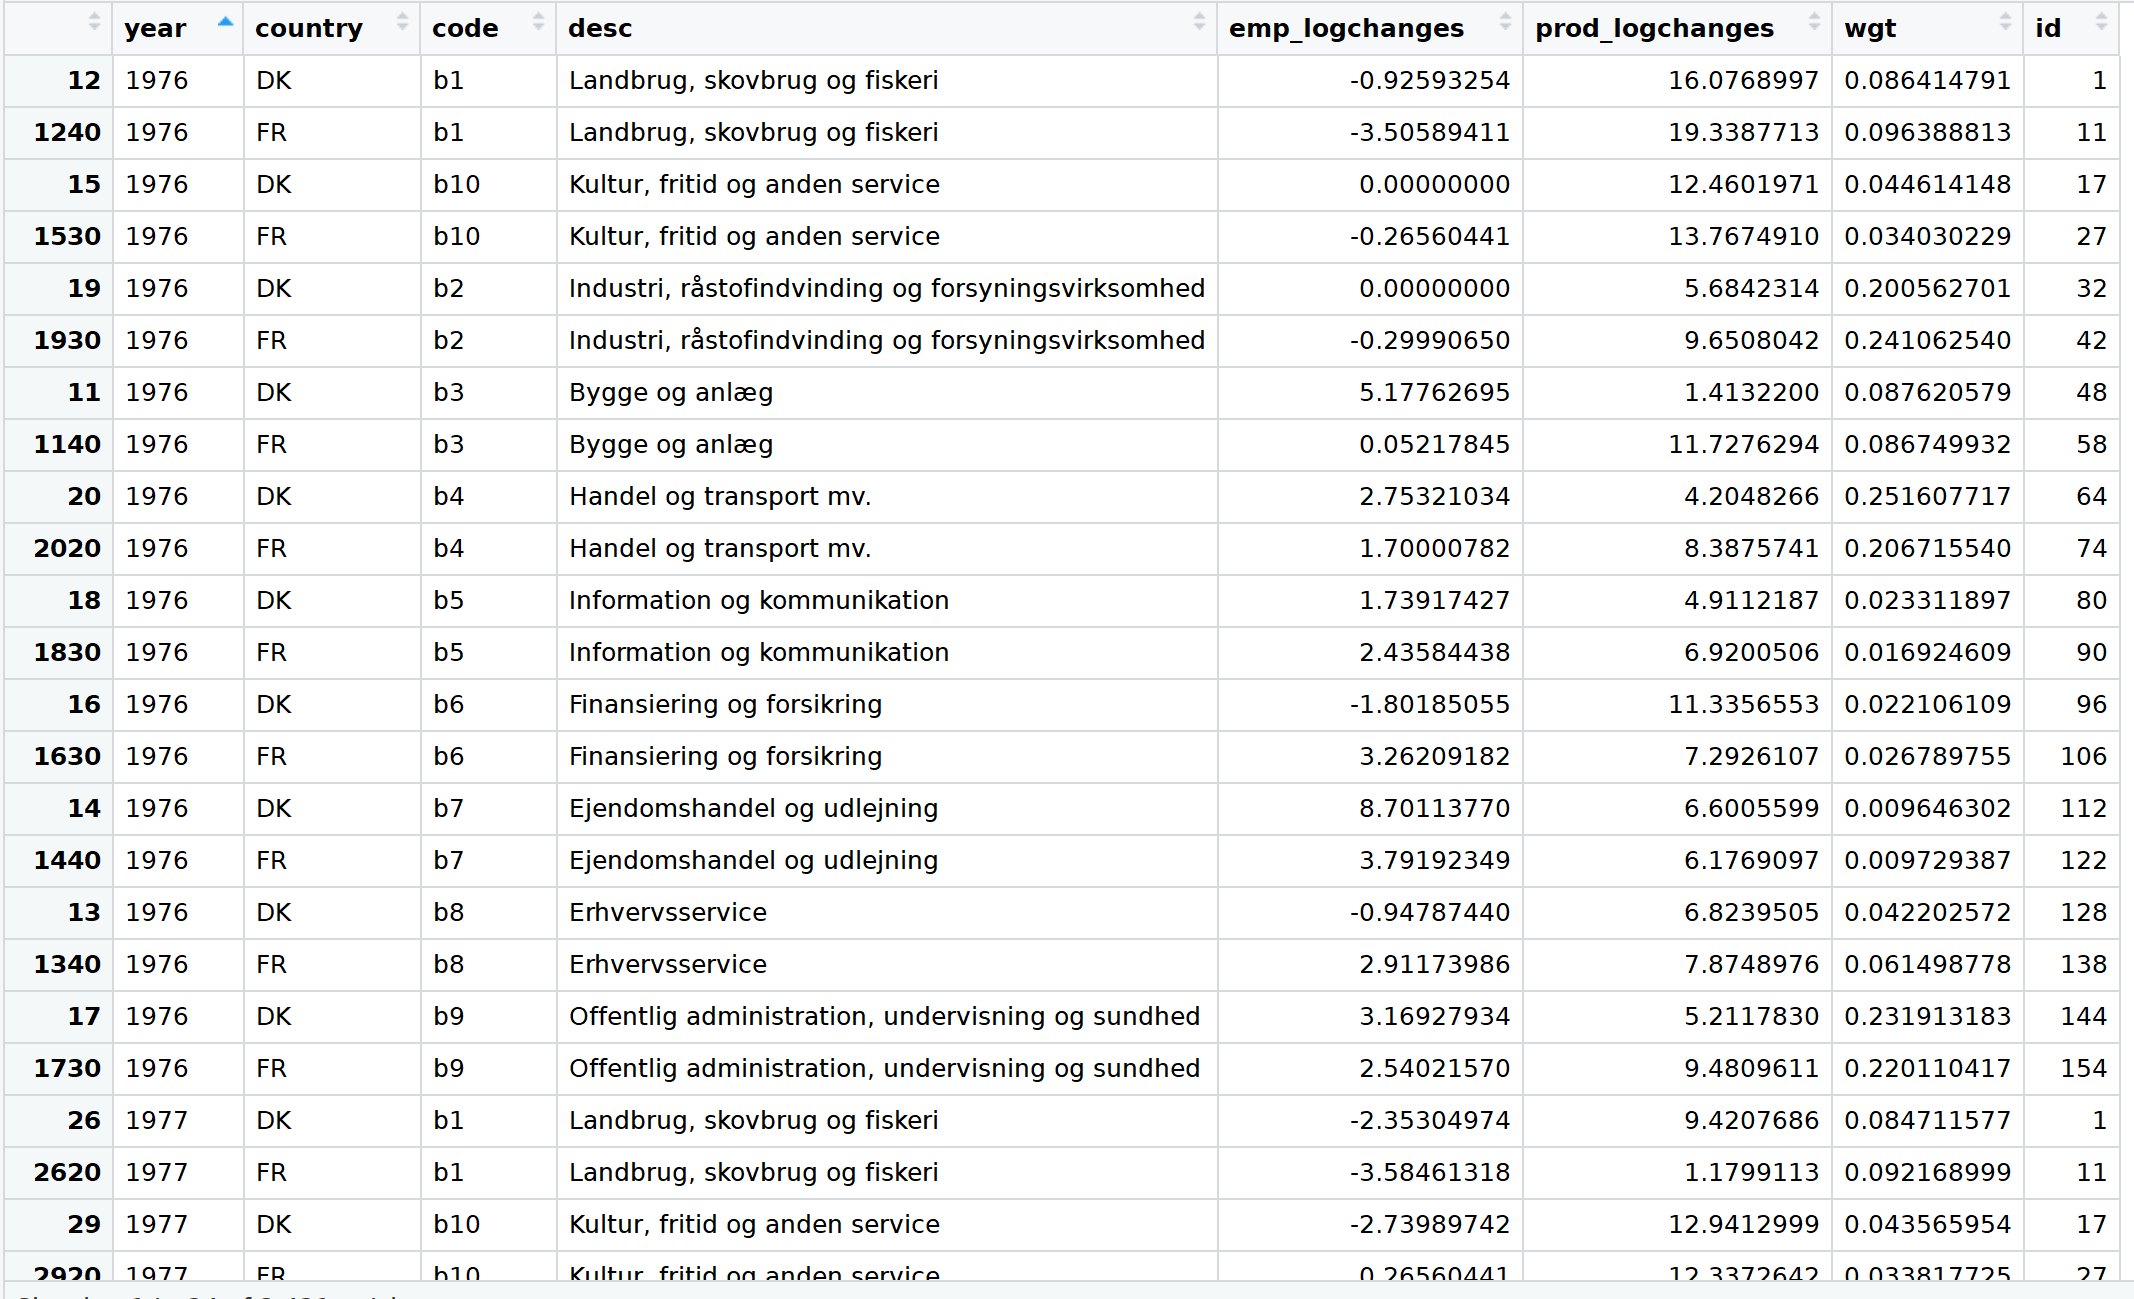 year country code desc emp_logchanges prod_logchanges wgt id
12 1976 DK b1 Landbrug, skovbrug og fiskeri -0.92593254 16.0768997 0.086414791 1
1240 1976 FR b1 Landbrug, skovbrug og fiskeri -3.50589411 19.3387713 0.096388813 11
15 1976 DK b10 Kultur, fritid og anden service 0.00000000 12.4601971 0.044614148 17
1530 1976 FR b10 Kultur, fritid og anden service -0.26560441 13.7674910 0.034030229 27
19 1976 DK b2 Industri, råstofindvinding og forsyningsvirksomhed 0.00000000 5.6842314 0.200562701 32
1930 1976 FR b2 Industri, råstofindvinding og forsyningsvirksomhed -0.29990650 9.6508042 0.241062540 42
11 1976 DK b3 Bygge og anlæg 5.17762695 1.4132200 0.087620579 48
1140 1976 FR b3 Bygge og anlæg 0.05217845 11.7276294 0.086749932 58
20 1976 DK b4 Handel og transport mv. 2.75321034 4.2048266 0.251607717 64
2020 1976 FR b4 Handel og transport mv. 1.70000782 8.3875741 0.206715540 74
18 1976 DK b5 Information og kommunikation 1.73917427 4.9112187 0.023311897 80
1830 1976 FR b5 Information og kommunikation 2.43584438 6.9200506 0.016924609 90
16 1976 DK b6 Finansiering og forsikring -1.80185055 11.3356553 0.022106109 96
1630 1976 FR b6 Finansiering og forsikring 3.26209182 7.2926107 0.026789755 106
14 1976 DK b7 Ejendomshandel og udlejning 8.70113770 6.6005599 0.009646302 112
1440 1976 FR b7 Ejendomshandel og udlejning 3.79192349 6.1769097 0.009729387 122
13 1976 DK b8 Erhvervsservice -0.94787440 6.8239505 0.042202572 128
1340 1976 FR b8 Erhvervsservice 2.91173986 7.8748976 0.061498778 138
17 1976 DK b9 Offentlig administration, undervisning og sundhed 3.16927934 5.2117830 0.231913183 144
1730 1976 FR b9 Offentlig administration, undervisning og sundhed 2.54021570 9.4809611 0.220110417 154
26 1977 DK b1 Landbrug, skovbrug og fiskeri -2.35304974 9.4207686 0.084711577 1
2620 1977 FR b1 Landbrug, skovbrug og fiskeri -3.58461318 1.1799113 0.092168999 11
29 1977 DK b10 Kultur, fritid og anden service -2.73989742 12.9412999 0.043565954 17
2920 1977 FR b10 Kultur, fritid og anden service 0.26560441 12.3372642 0.033817725 27